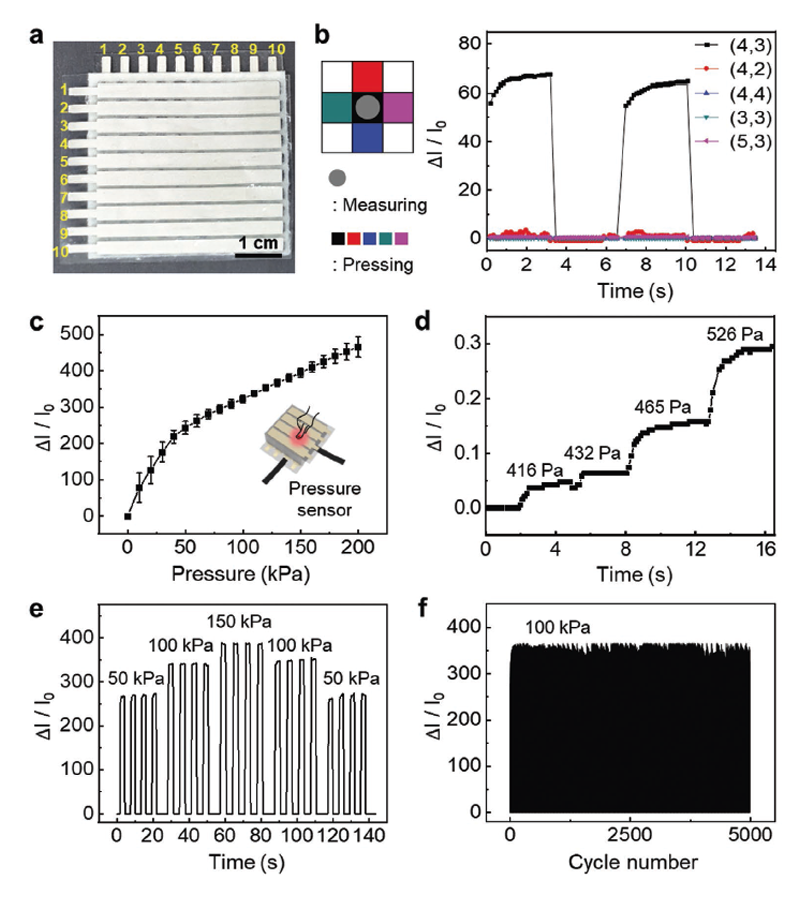 a
1 2 3 4 5 6 7 8 9 10
1
2
3
4
5
6
7
8
9
10
1 cm
b
: Measuring
: Pressing
ΔI / I0
80
60
40
20
0
(4,3)
(4,2)
(4,4)
(3,3)
(5,3)
0 2 4 6 8 10 12 14
Time (s)
c
ΔI / I0
500
400
300
200
100
0
Pressure
sensor
0 50 100 150 200
Pressure (kPa)
d
ΔI / I0
0.3
0.2
0.1
0.0
416 Pa
432 Pa
465 Pa
526 Pa
0 4 8 12 16
Time (s)
e
ΔI / I0
400
300
200
100
0
150 kPa
100 kPa 100 kPa
50 kPa 50 kPa
0 20 40 60 80 100 120 140
Time (s)
f
ΔI / I0
400
300
200
100
0
100 kPa
0 2500 5000
Cycle number